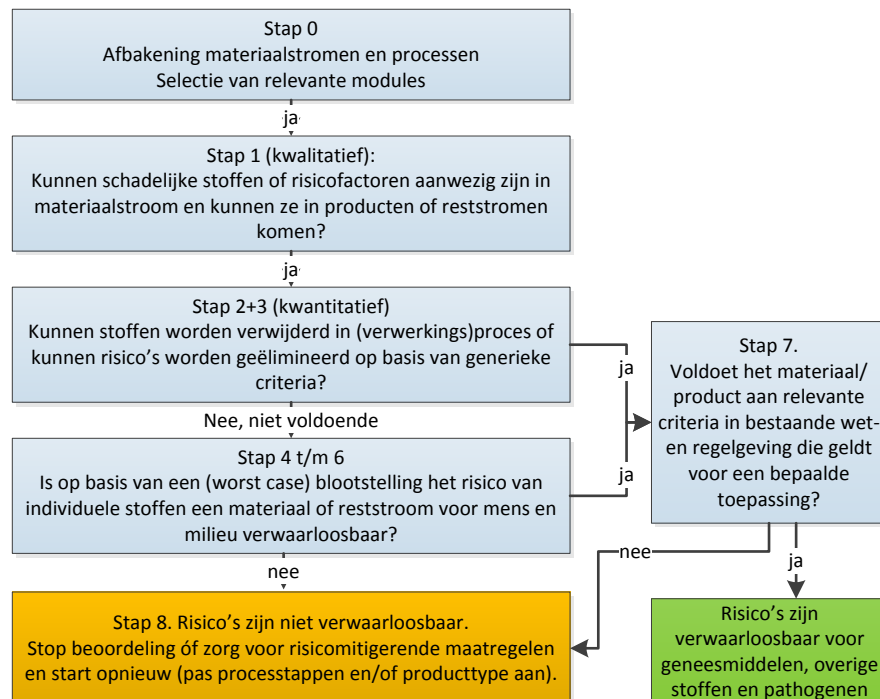 Stap 0
Afbakening materiaalstromen en processen
Selectie van relevante modules
ja
Stap 1 (kwalitatief):
Kunnen schadelijke stoffen of risicofactoren aanwezig zijn in
materiaalstroom en kunnen ze in producten of reststromen
komen?
ja
Stap 2+3 (kwantitatief)
Kunnen stoffen worden verwijderd in (verwerkings)proces of
kunnen risico's worden geëlimineerd op basis van generieke
criteria?
ja
Nee, niet voldoende
Stap 4 t/m 6
Is op basis van een (worst case) blootstelling het risico van
individuele stoffen een materiaal of reststroom voor mens en
milieu verwaarloosbaar?
ja
nee
Stap 7.
Voldoet het materiaal/
product aan relevante
criteria in bestaande wet-
en regelgeving die geldt
voor een bepaalde
toepassing?
nee
ja
Stap 8. Risico's zijn niet verwaarloosbaar.
Stop beoordeling óf zorg voor risicomitigerende maatregelen
en start opnieuw (pas processtappen en/of producttype aan).
Risico's zijn
verwaarloosbaar voor
geneesmiddelen, overige
stoffen en pathogenen